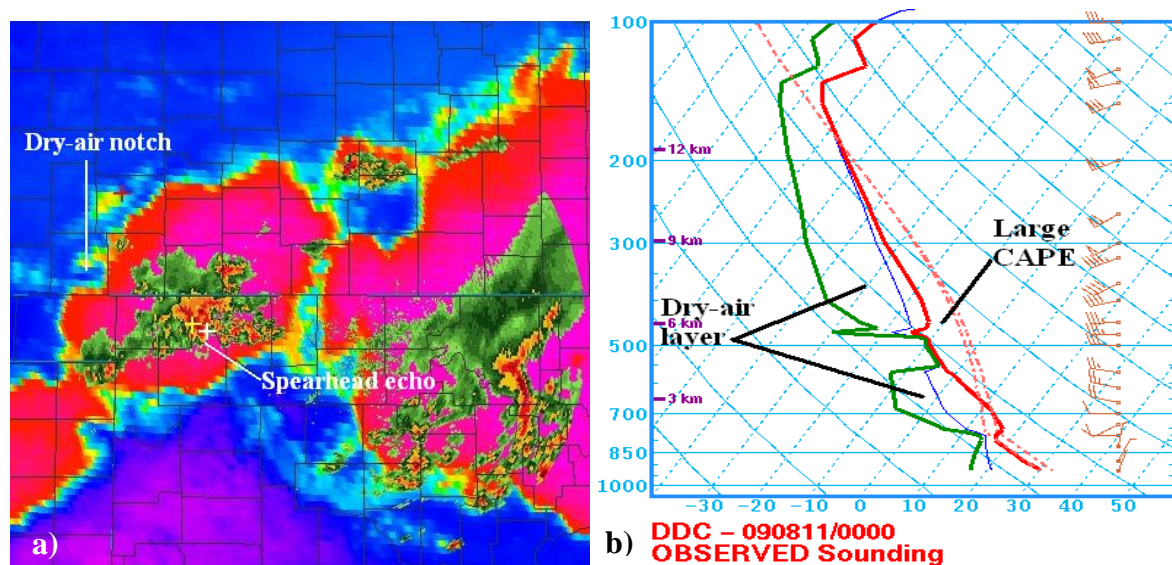 Dry-air notch
Spearhead echo
a)
100
200
300
500
700
850
1000
12 km
9 km
6 km
3 km
Large
CAPE
Dry-air
layer
-30
-20
-10
0
10
20
30
40
50
b)
DDC - 090811/0000
OBSERVED Sounding